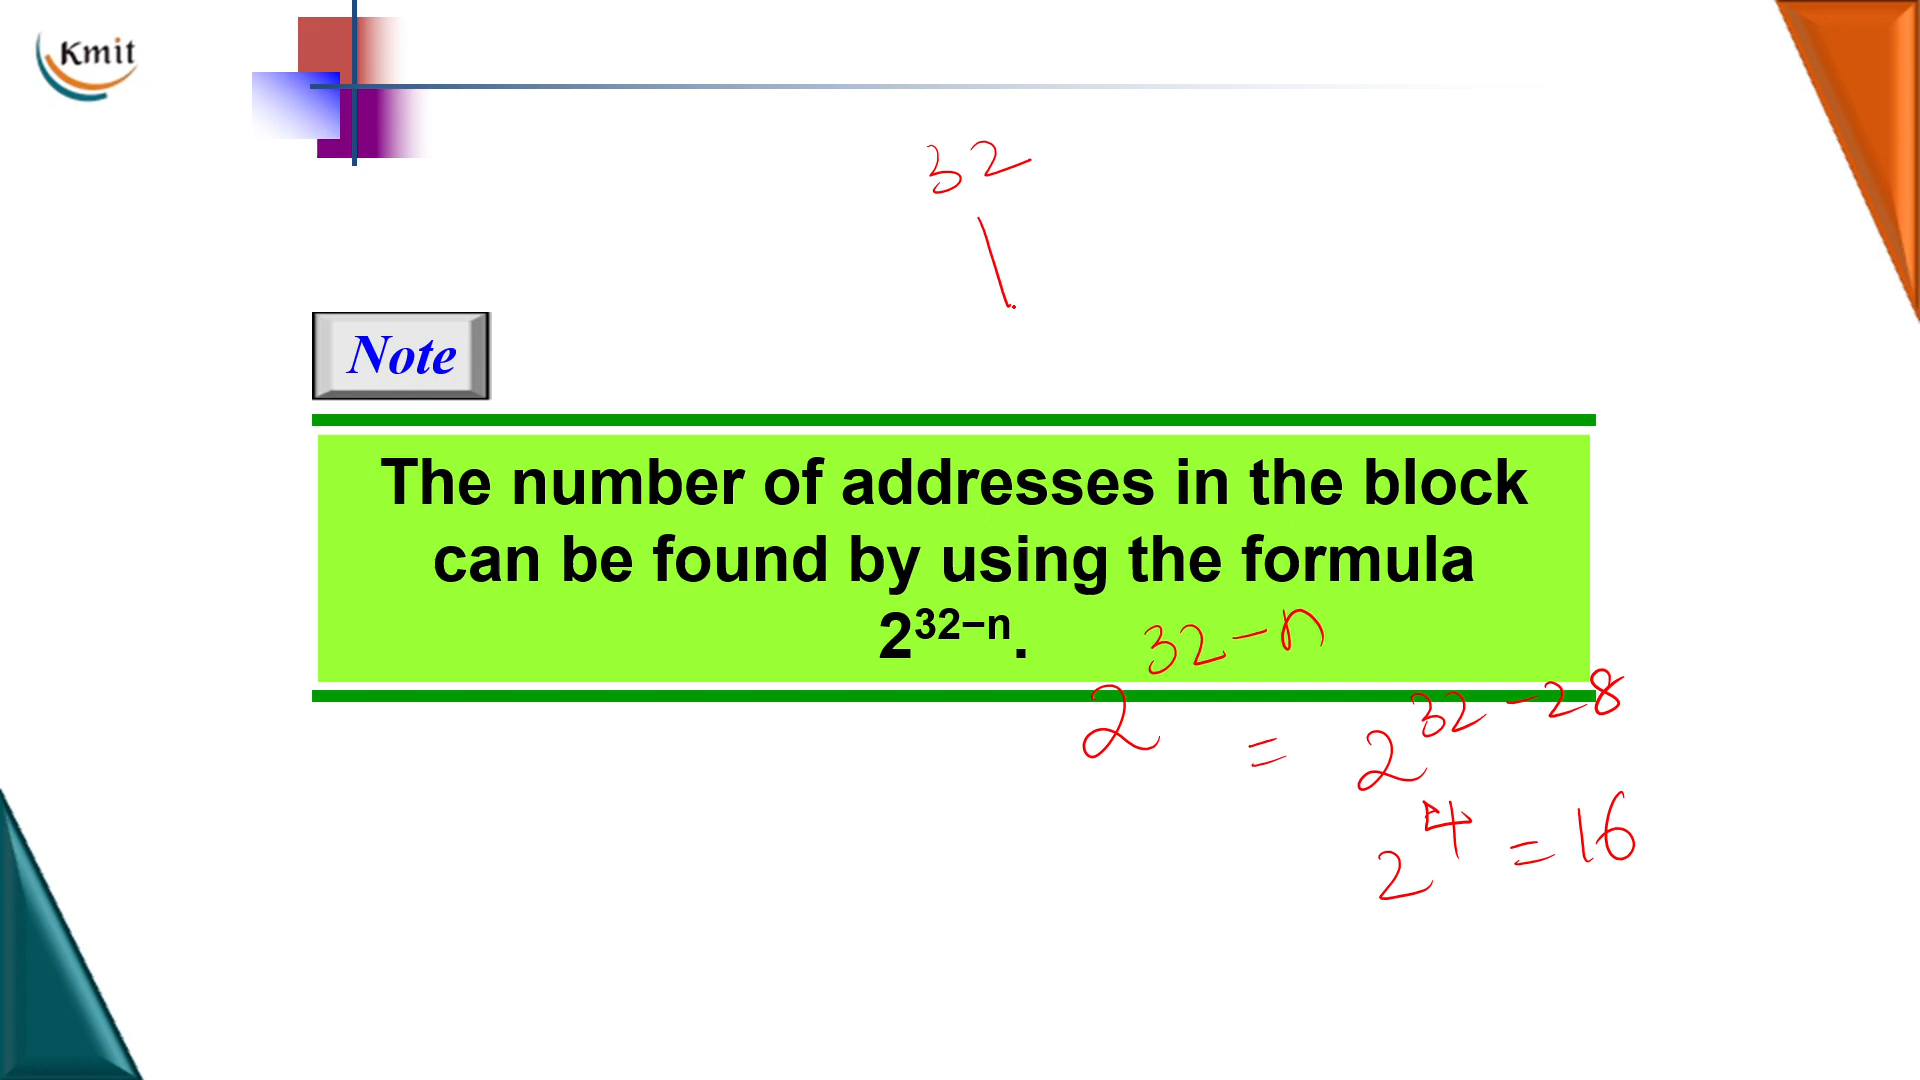 Kmit
32
Note
The number of addresses in the block
can be found by using the formula
2³²⁻ⁿ.
2³²⁻ⁿ = 2³²⁻²⁸
2⁴ = 16